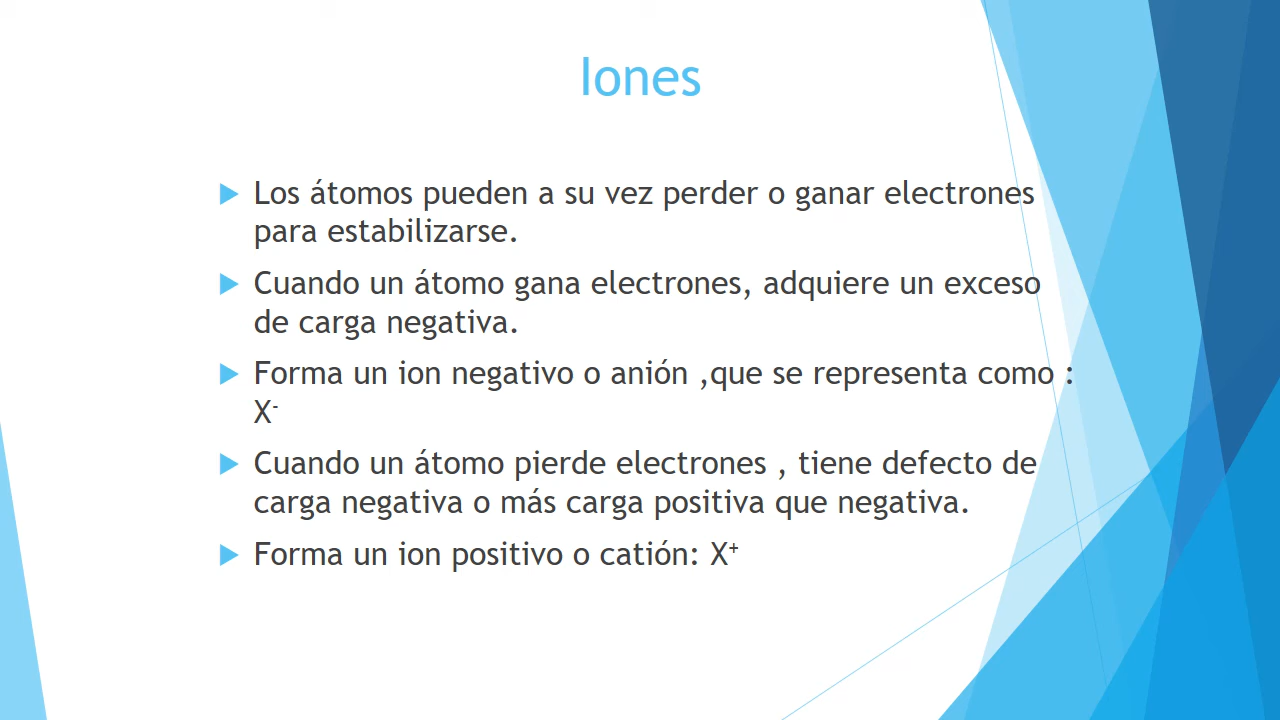 Iones
Los átomos pueden a su vez perder o ganar electrones
para estabilizarse.
Cuando un átomo gana electrones, adquiere un exceso
de carga negativa.
Forma un ion negativo o anión ,que se representa como :
X⁻
Cuando un átomo pierde electrones , tiene defecto de
carga negativa o más carga positiva que negativa.
Forma un ion positivo o catión: X⁺